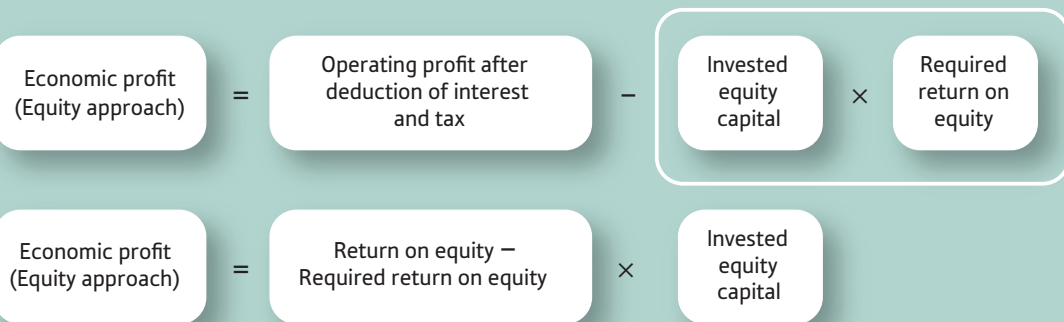 Economic profit
(Equity approach)
=
Operating profit after
deduction of interest
and tax
−
Invested
equity
capital
×
Required
return on
equity
Economic profit
(Equity approach)
=
Return on equity −
Required return on equity
×
Invested
equity
capital